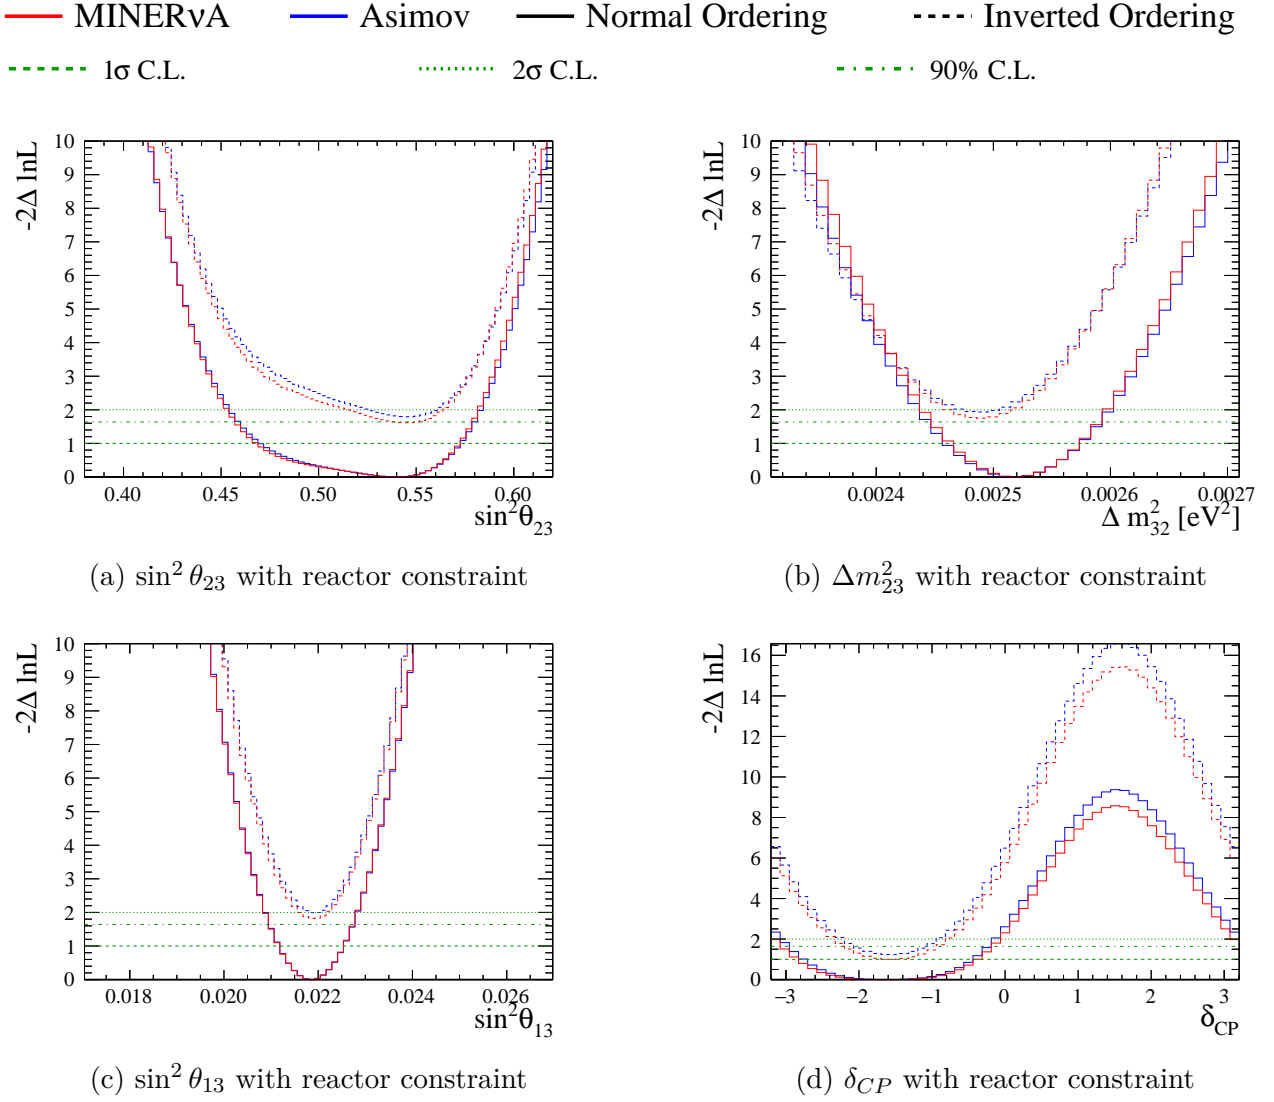 MINERνA Asimov Normal Ordering Inverted Ordering
1σ C.L. 2σ C.L. 90% C.L.
-2Δ lnL
10
9
8
7
6
5
4
3
2
1
0
0.40 0.45 0.50 0.55 0.60
sin²θ₂₃
(a) sin² θ₂₃ with reactor constraint
-2Δ lnL
10
9
8
7
6
5
4
3
2
1
0
0.0024 0.0025 0.0026 0.0027
Δ m²₃₂ [eV²]
(b) Δm²₂₃ with reactor constraint
-2Δ lnL
10
9
8
7
6
5
4
3
2
1
0
0.018 0.020 0.022 0.024 0.026
sin²θ₁₃
(c) sin² θ₁₃ with reactor constraint
-2Δ lnL
16
14
12
10
8
6
4
2
0
−3 −2 −1 0 1 2 3
δCP
(d) δCP with reactor constraint